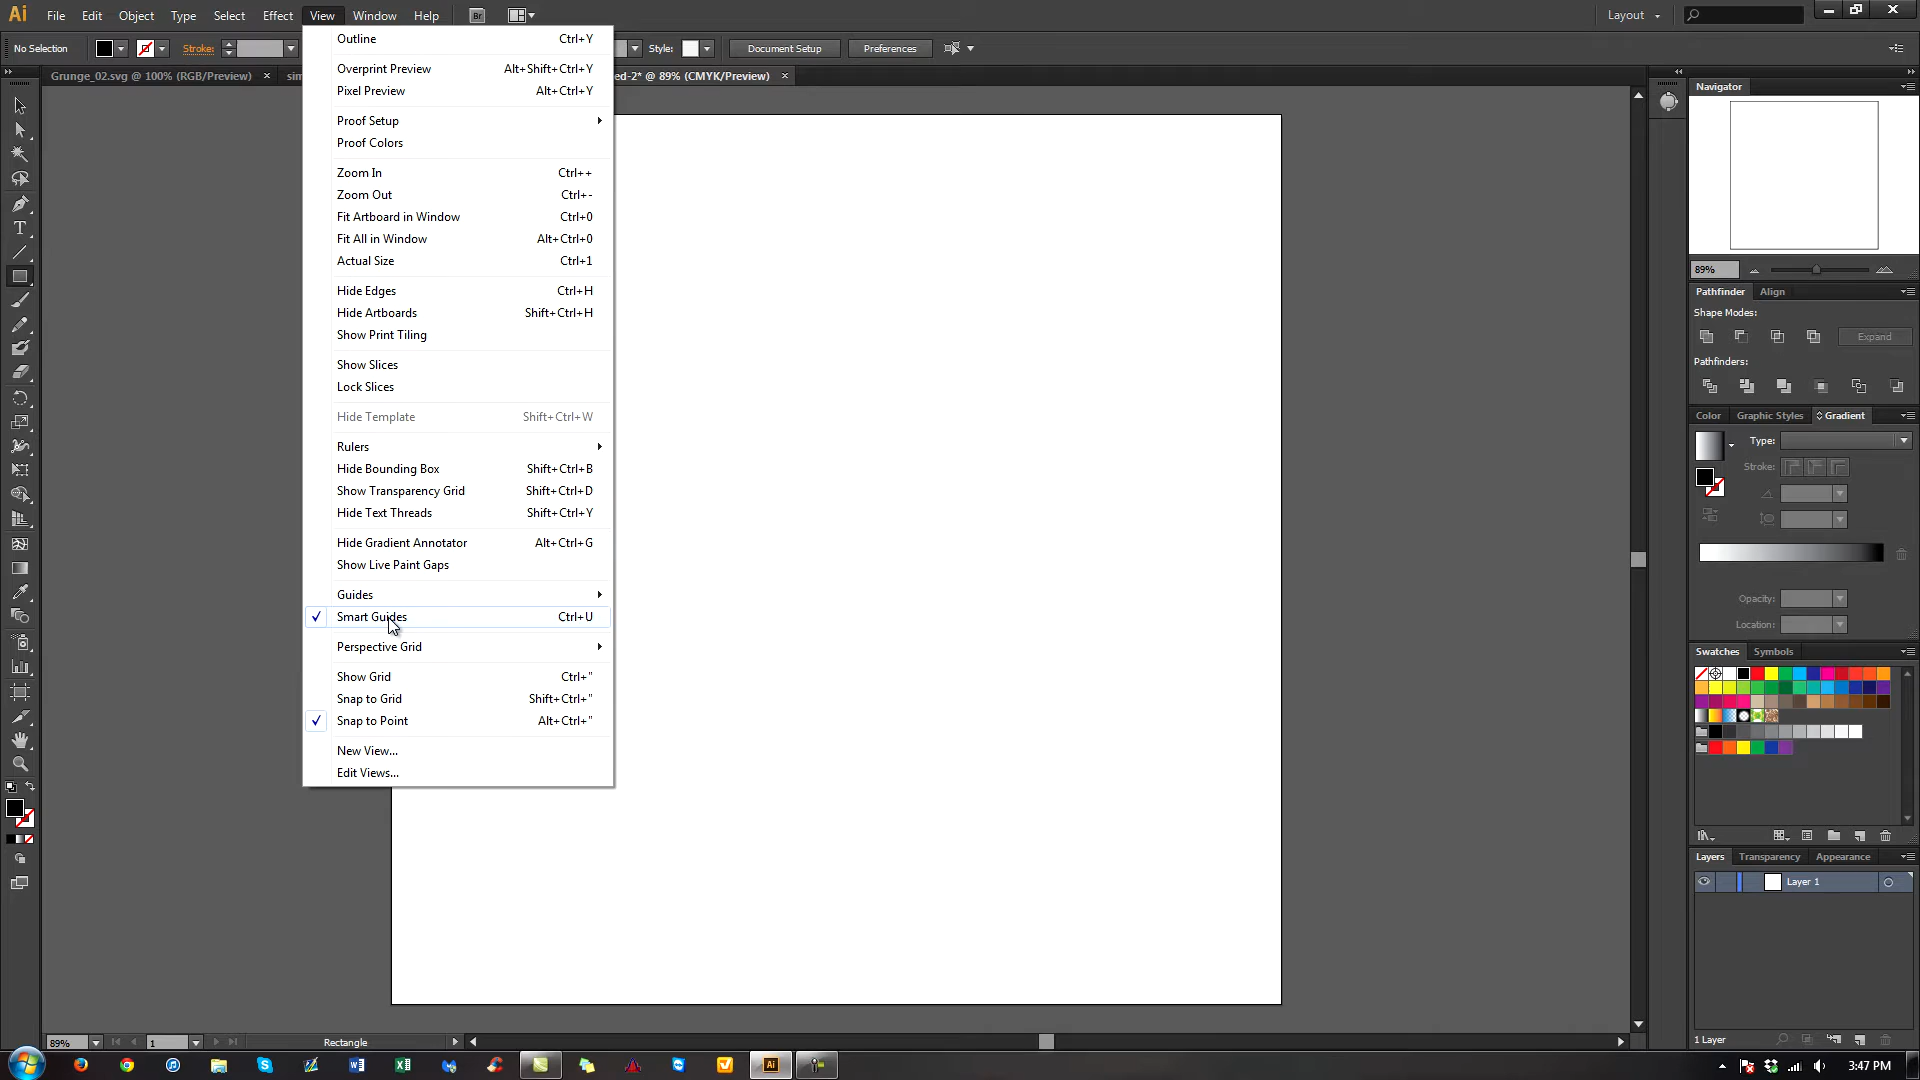 Ai File Edit Object Type Select Effect View Window Help Br Layout
No Selection Stroke: Style: Document Setup Preferences
Grunge_02.svg @ 100% (RGB/Preview) × sim ed-2* @ 89% (CMYK/Preview) ×
Outline Ctrl+Y
Overprint Preview Alt+Shift+Ctrl+Y
Pixel Preview Alt+Ctrl+Y
Proof Setup
Proof Colors
Zoom In Ctrl++
Zoom Out Ctrl+-
Fit Artboard in Window Ctrl+0
Fit All in Window Alt+Ctrl+0
Actual Size Ctrl+1
Hide Edges Ctrl+H
Hide Artboards Shift+Ctrl+H
Show Print Tiling
Show Slices
Lock Slices
Hide Template Shift+Ctrl+W
Rulers
Hide Bounding Box Shift+Ctrl+B
Show Transparency Grid Shift+Ctrl+D
Hide Text Threads Shift+Ctrl+Y
Hide Gradient Annotator Alt+Ctrl+G
Show Live Paint Gaps
Guides
Smart Guides Ctrl+U
Perspective Grid
Show Grid Ctrl+"
Snap to Grid Shift+Ctrl+"
Snap to Point Alt+Ctrl+"
New View...
Edit Views...
Navigator
89%
Pathfinder Align
Shape Modes:
Expand
Pathfinders:
Color Graphic Styles Gradient
Type:
Stroke:
Opacity:
Location:
Swatches Symbols
Layers Transparency Appearance
Layer 1
1 Layer
89% 1 Rectangle
Ai 3:47 PM